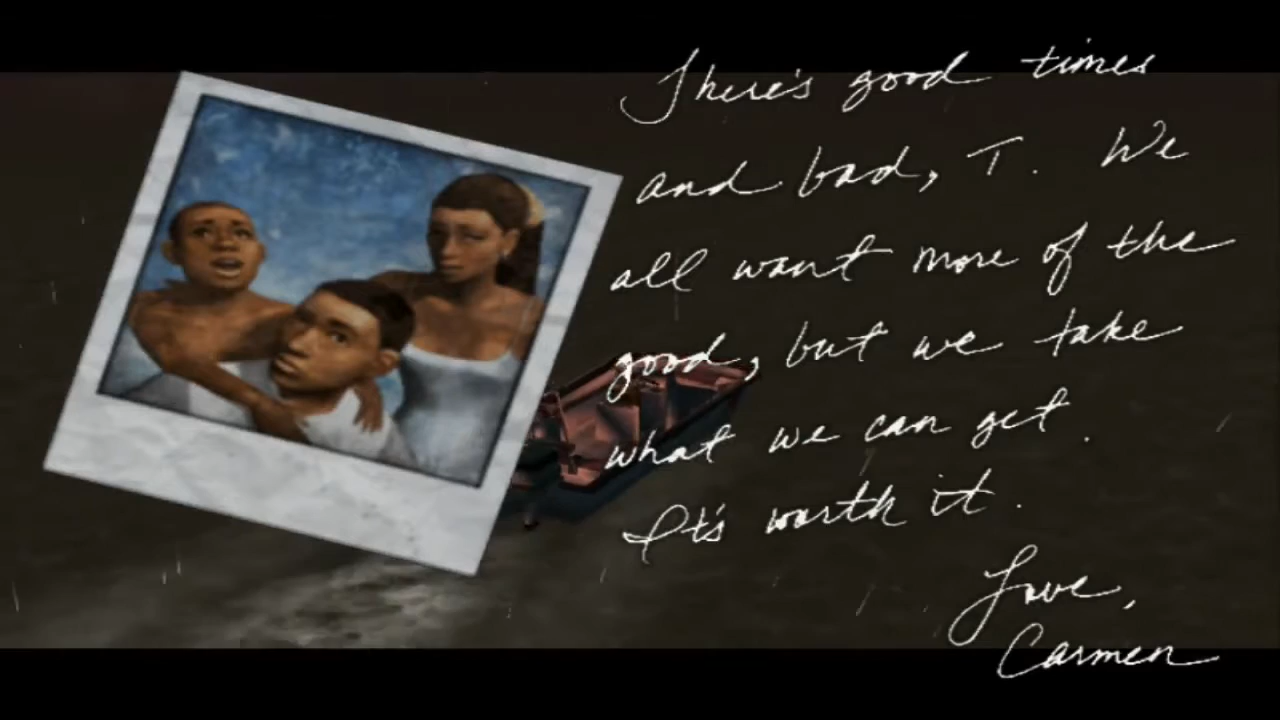 There's good times
and bad, T. We
all want more of the
good, but we take
what we can get.
It's worth it.
Love,
Carmen